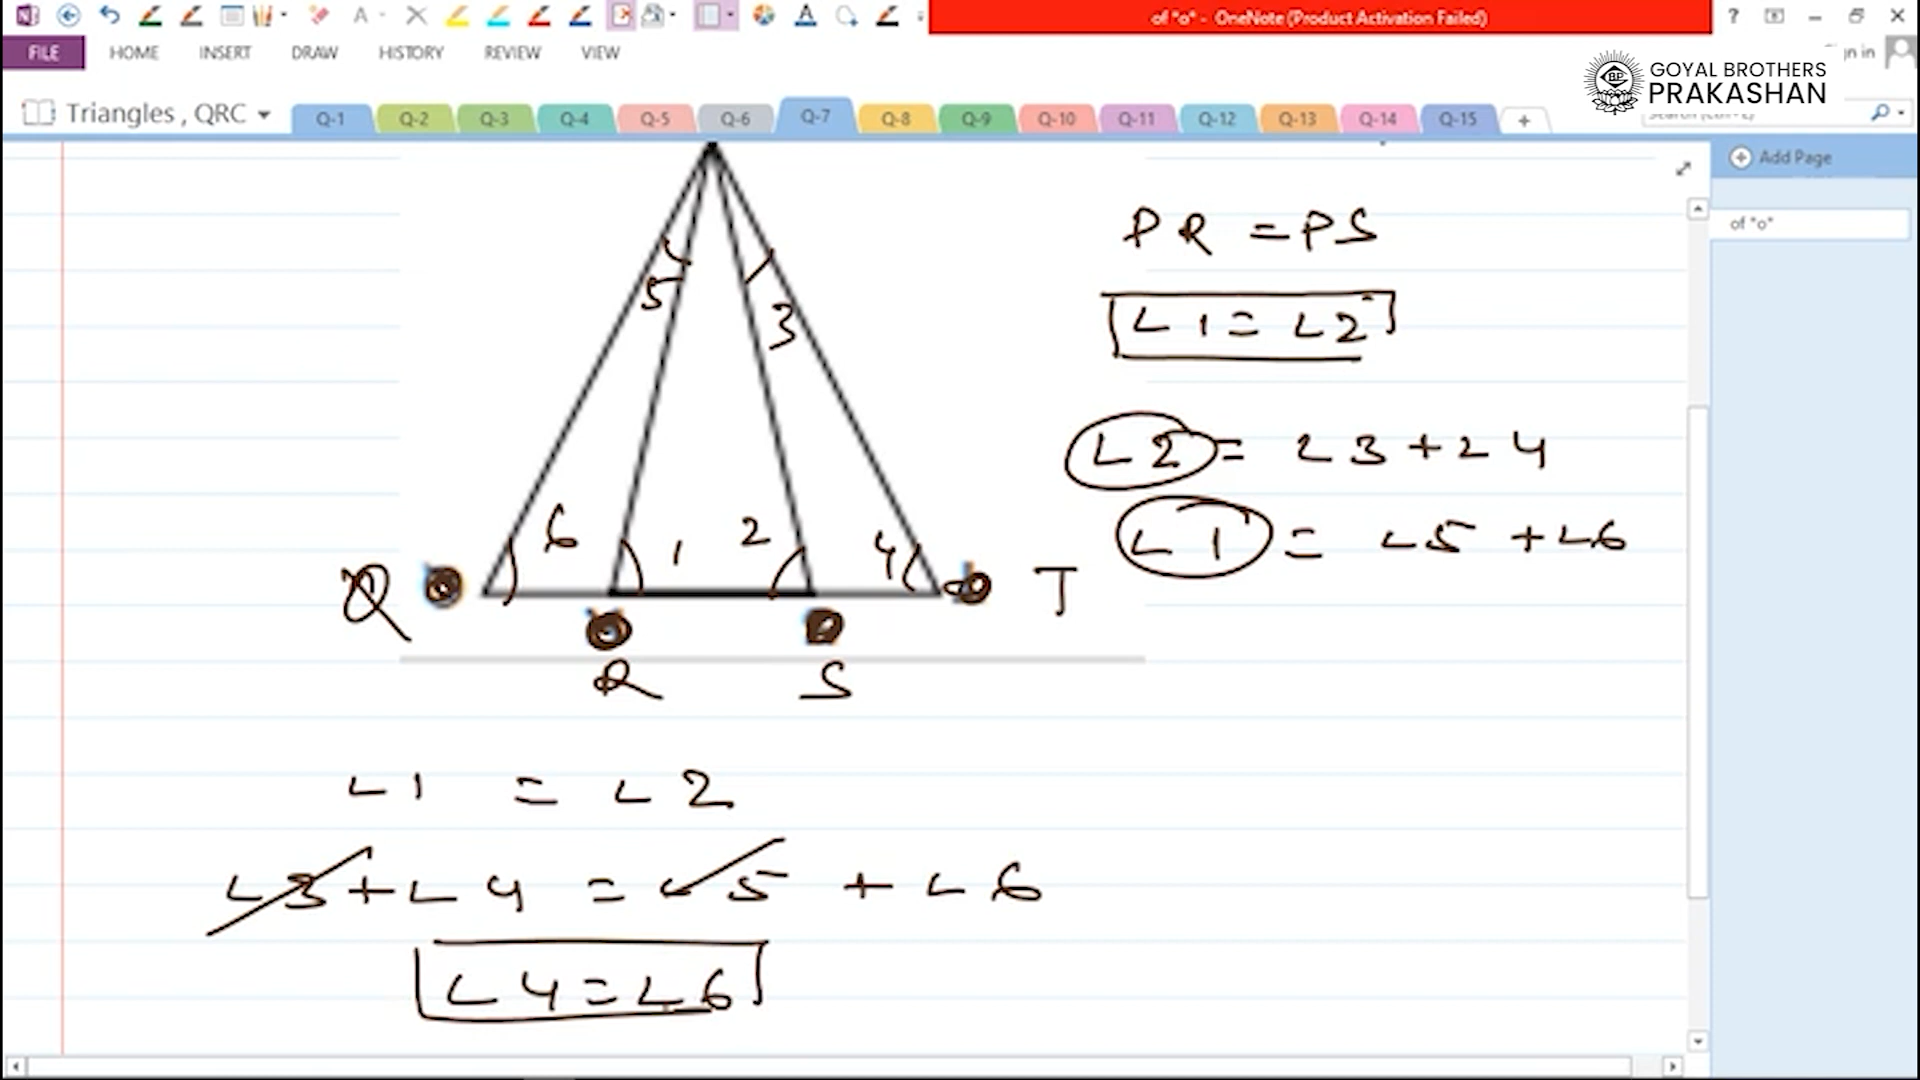 of "o" - OneNote (Product Activation Failed)
?
FILE HOME INSERT DRAW HISTORY REVIEW VIEW
GOYAL BROTHERS
PRAKASHAN
Triangles , QRC
Q-1 Q-2 Q-3 Q-4 Q-5 Q-6 Q-7 Q-8 Q-9 Q-10 Q-11 Q-12 Q-13 Q-14 Q-15 +
Add Page
of "o"
PR = PS
∠1 = ∠2
∠2 = ∠3 + ∠4
∠1 = ∠5 + ∠6
5 3
6 1 2 4
Q T
R S
∠1 = ∠2
∠3 + ∠4 = ∠5 + ∠6
∠4 = ∠6